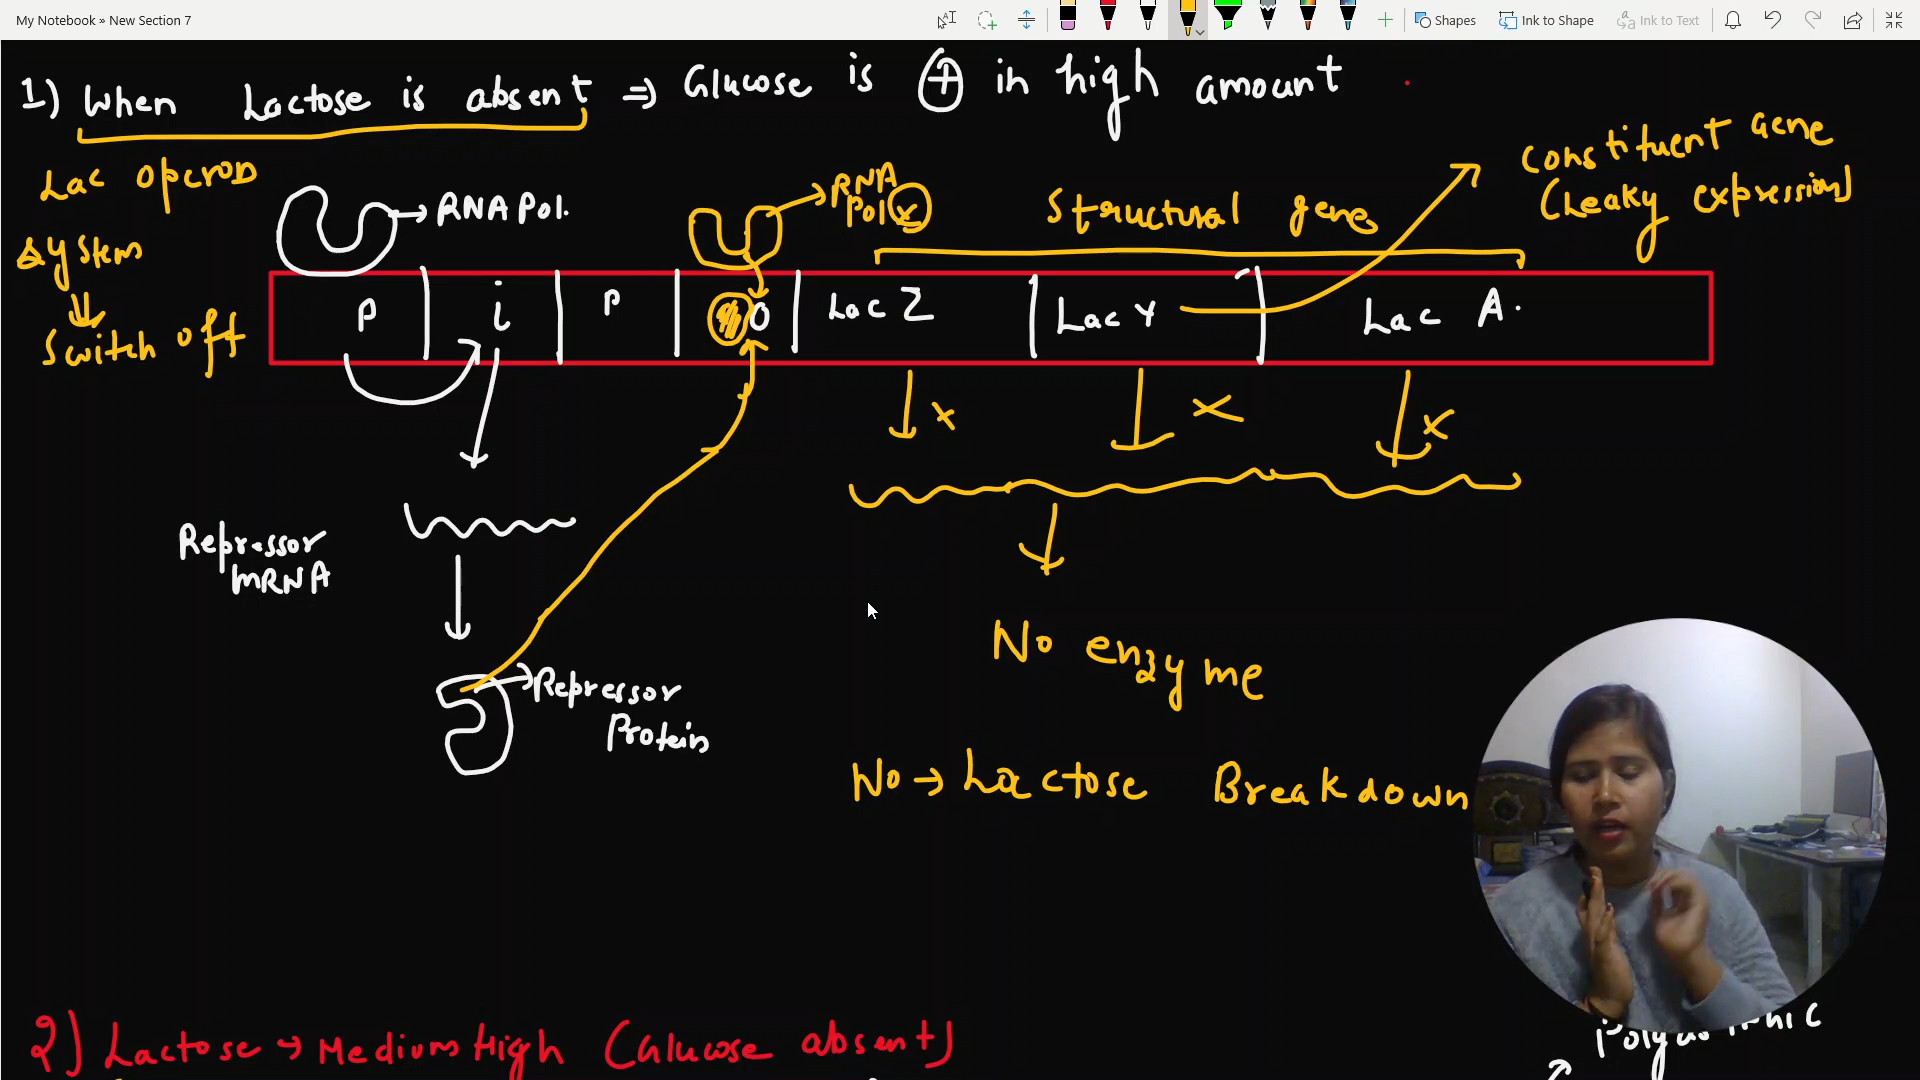 My Notebook » New Section 7
Shapes
Ink to Shape
Ink to Text
1) When Lactose is absent ⇒ Glucose is ⊕ in high amount
Lac operon
system
⇓
Switch off
→ RNA Pol.
→ RNA
Pol x
Structural genes
Constituent gene
(Leaky expression)
P
i
P
O
Lac Z
Lac Y
Lac A.
x
x
x
Repressor
mRNA
→ Repressor
Protein
No enzyme
No → Lactose Breakdown
2) Lactose → Medium High (Glucose absent)